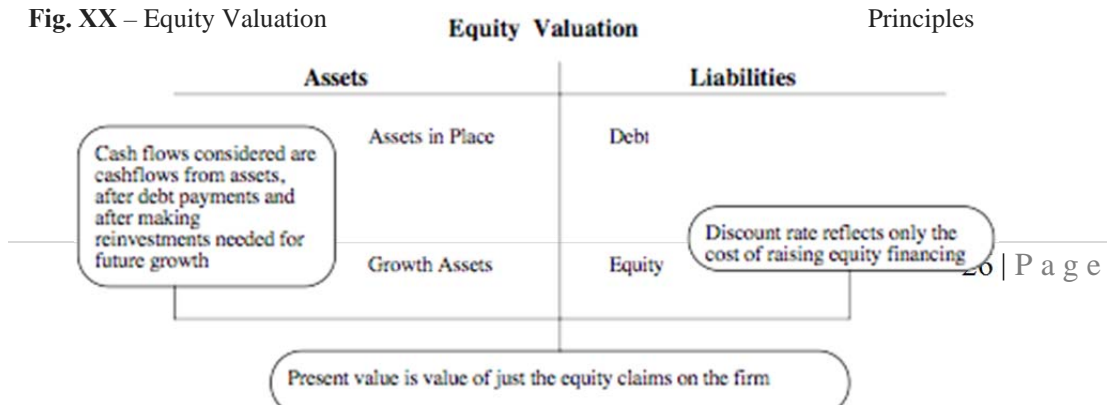 Fig. XX – Equity Valuation Principles
Equity Valuation
Assets Liabilities
Assets in Place Debt
Cash flows considered are
cashflows from assets,
after debt payments and
after making
reinvestments needed for
future growth
Discount rate reflects only the
cost of raising equity financing
Growth Assets Equity
26 | P a g e
Present value is value of just the equity claims on the firm